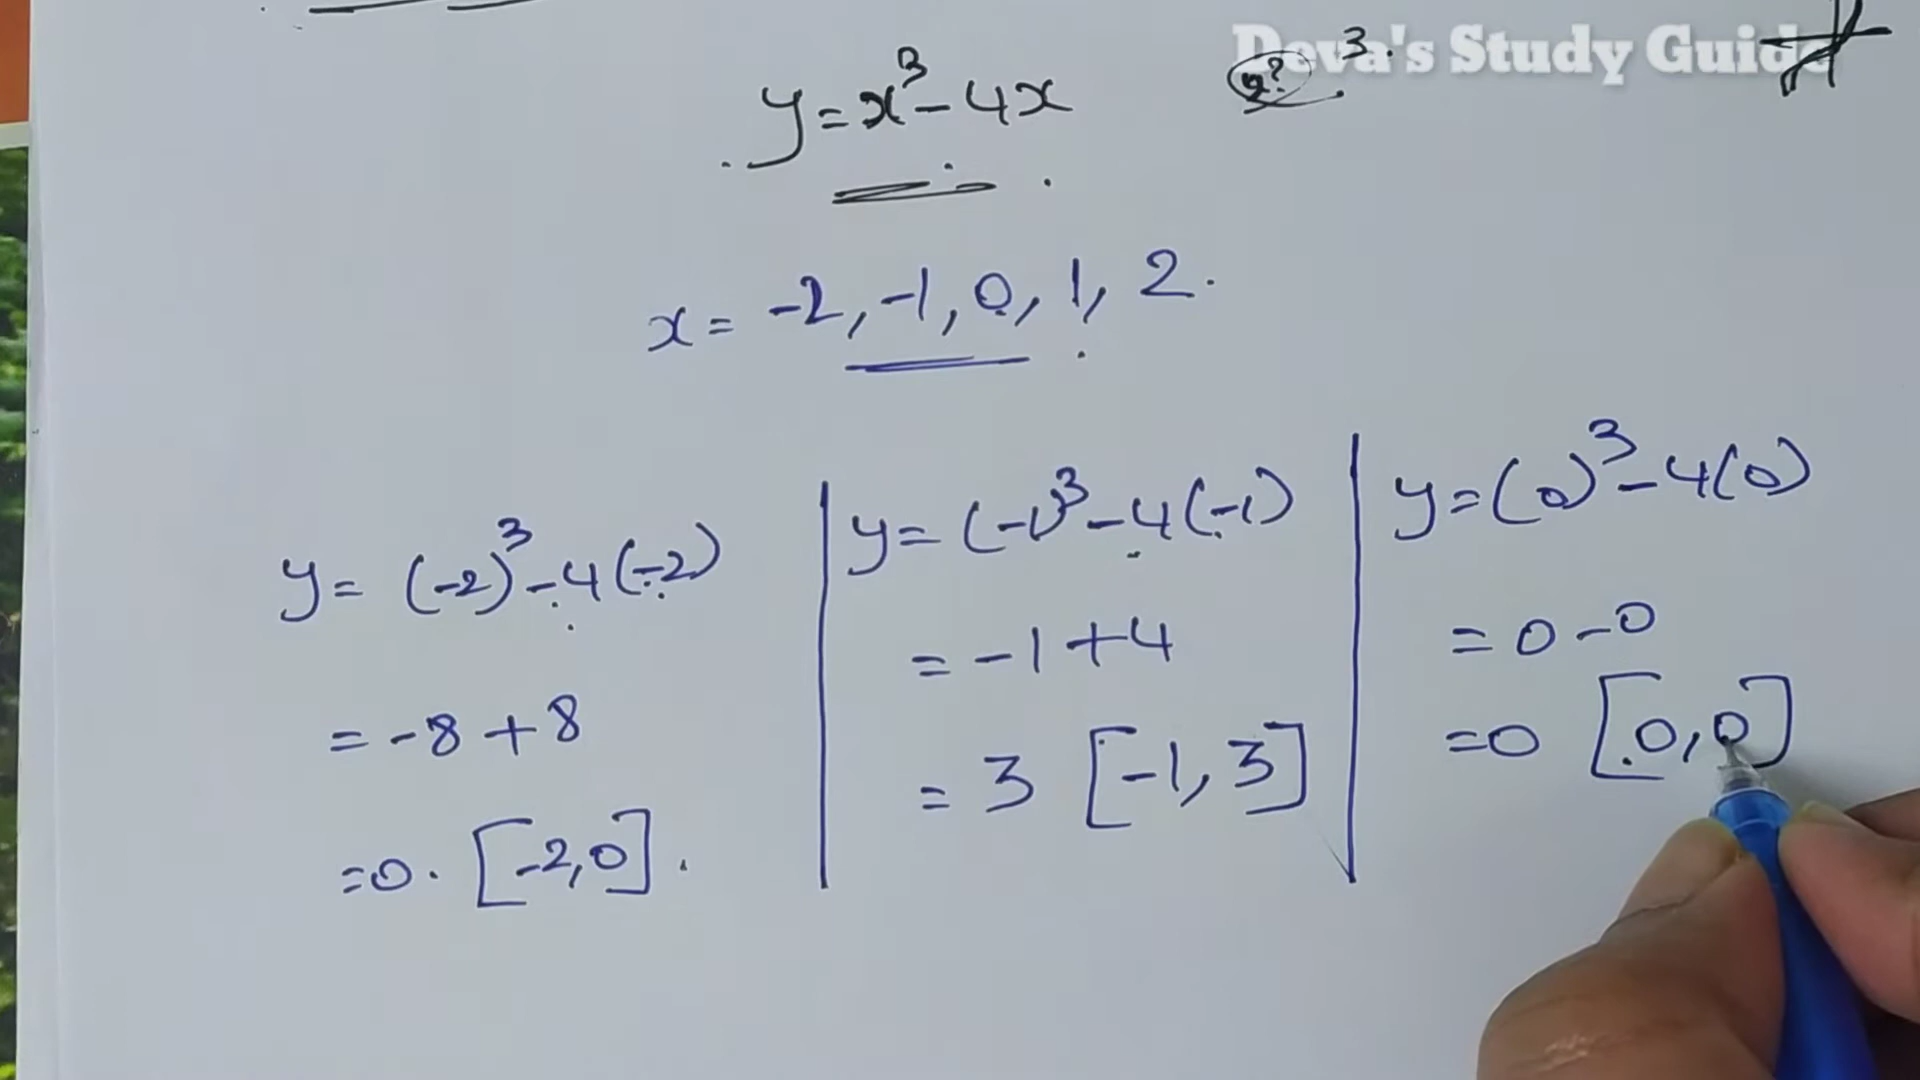 Deva's Study Guide
y = x³ - 4x
3.
x = -2, -1, 0, 1, 2.
y = (-2)³ - 4(-2)
= -8 + 8
= 0. [-2, 0].
y = (-1)³ - 4(-1)
= -1 + 4
= 3 [-1, 3]
y = (0)³ - 4(0)
= 0 - 0
= 0 [0, 0]